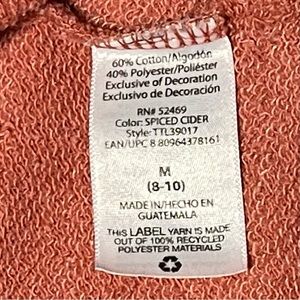 60% Cotton/Algodón
40% Polyester/Poliéster
Exclusive of Decoration
Exclusivo de Decoración
RN# 52469
Color: SPICED CIDER
Style: TTL39017
EAN/UPC 8 80964378161
M
(8-10)
MADE IN/HECHO EN
GUATEMALA
THIS LABEL YARN IS MADE
OUT OF 100% RECYCLED
POLYESTER MATERIALS